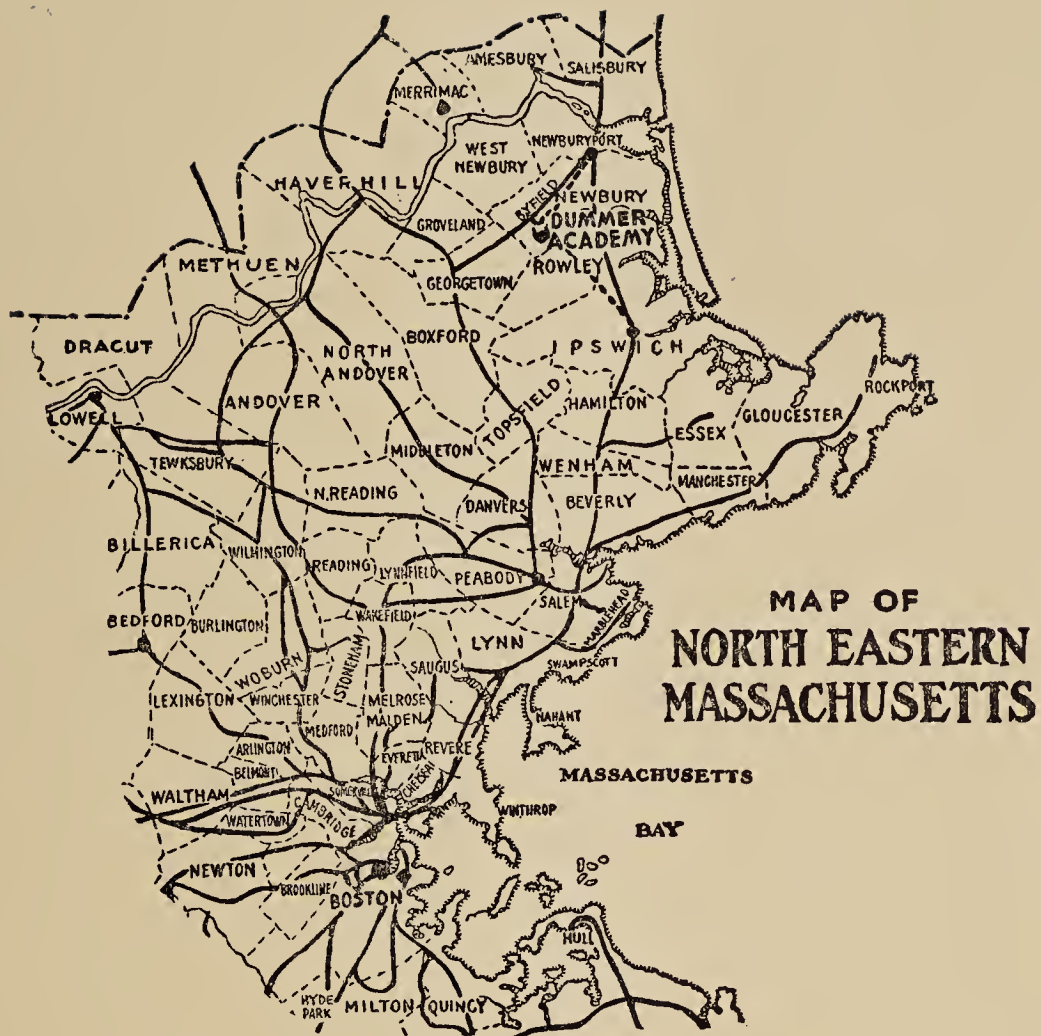 AMESBURY
SALISBURY
MERRIMAC
NEWBURYPORT
WEST
NEWBURY
HAVERHILL
BYFIELD
NEWBURY
DUMMER
ACADEMY
GROVELAND
ROWLEY
METHUEN
GEORGETOWN
BOXFORD
DRACUT
NORTH
ANDOVER
IPSWICH
ROCKPORT
LOWELL
ANDOVER
TOPSFIELD
HAMILTON
GLOUCESTER
ESSEX
MIDDLETON
TEWKSBURY
WENHAM
MANCHESTER
N. READING
DANVERS
BEVERLY
BILLERICA
WILMINGTON
READING
LYNNFIELD
PEABODY
SALEM
MARBLEHEAD
MAP OF
NORTH EASTERN
MASSACHUSETTS
BEDFORD
BURLINGTON
WAKEFIELD
LYNN
SWAMPSCOTT
WOBURN
STONEHAM
SAUGUS
LEXINGTON
WINCHESTER
MELROSE
NAHANT
MEDFORD
MALDEN
ARLINGTON
EVERETT
REVERE
BELMONT
CHELSEA
MASSACHUSETTS
BAY
WALTHAM
SOMERVILLE
WINTHROP
WATERTOWN
CAMBRIDGE
NEWTON
BROOKLINE
BOSTON
HULL
HYDE
PARK
MILTON
QUINCY